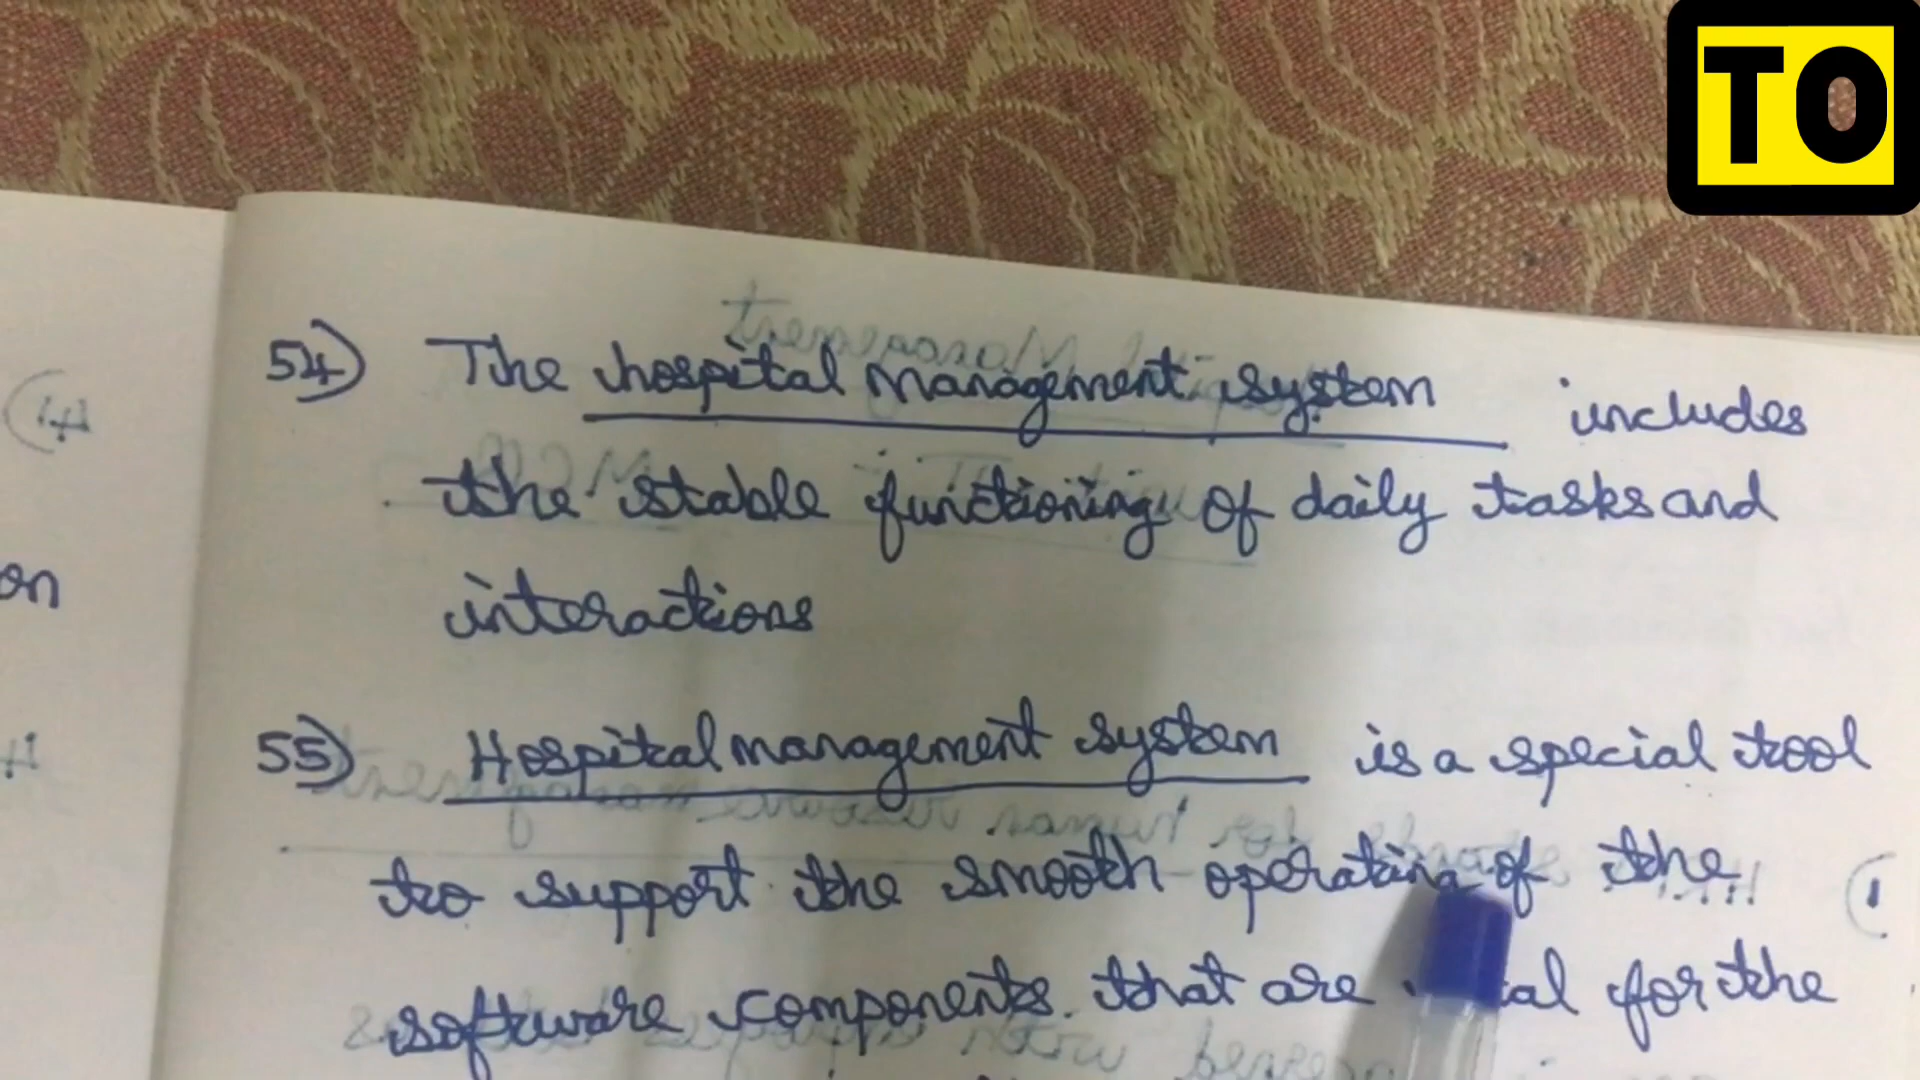 TO
54) The hospital management system includes
the stable functioning of daily tasks and
interactions
on
55) Hospital management system is a special tool
to support the smooth operating of the
software components that are for the